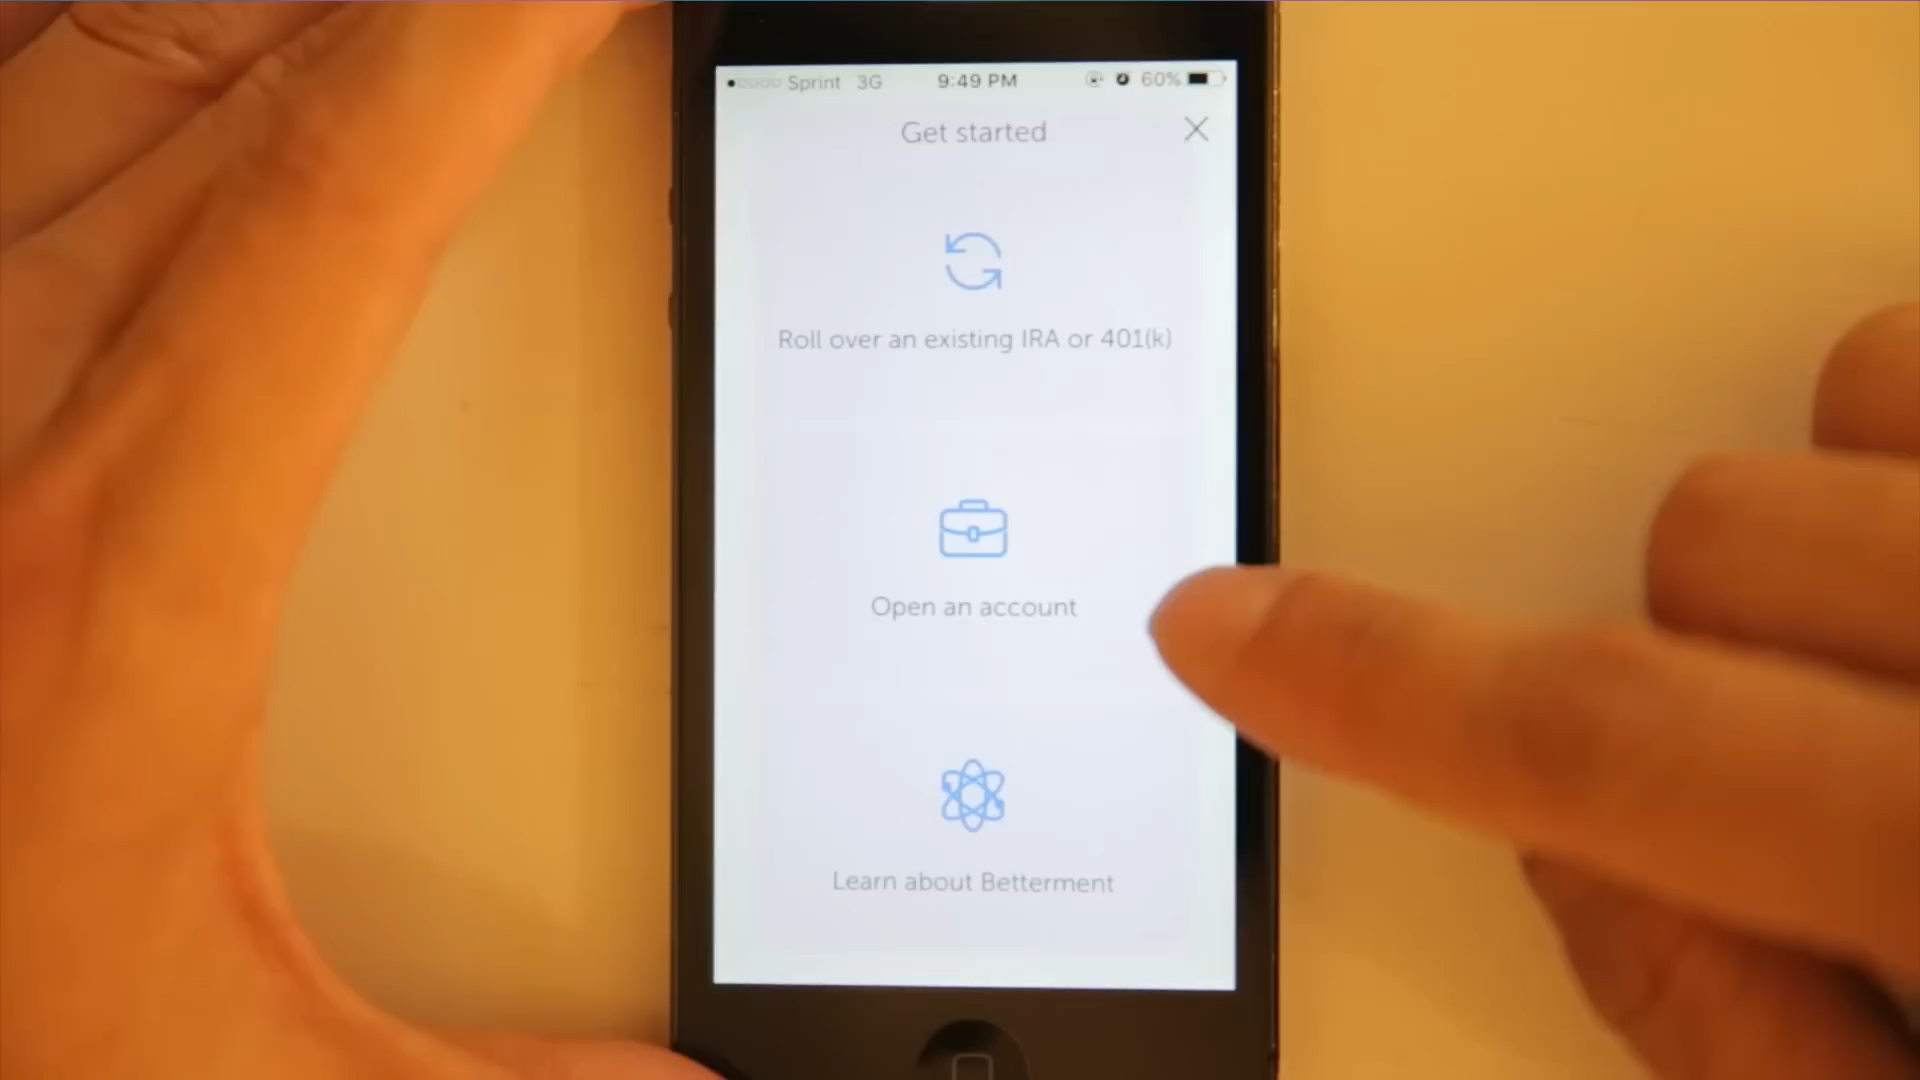 Sprint 3G 9:49 PM 60%
Get started
Roll over an existing IRA or 401(k)
Open an account
Learn about Betterment